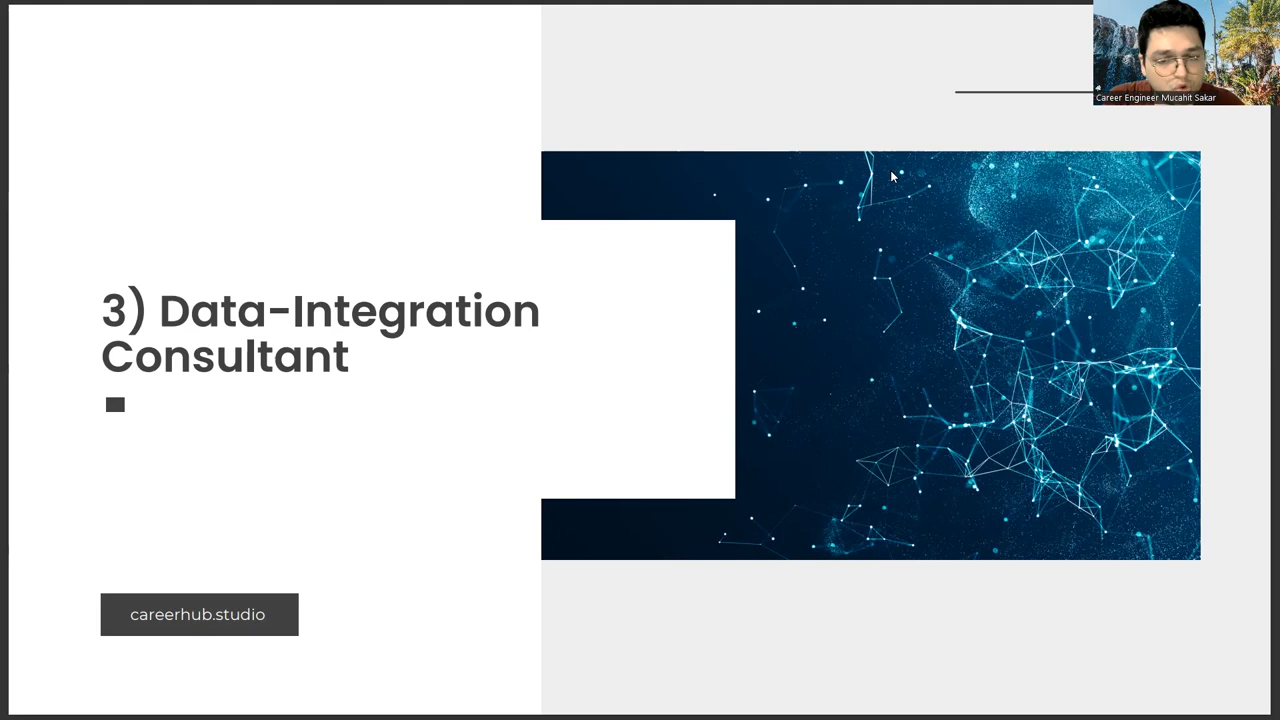 Career Engineer Mucahit Sakar
3) Data-Integration
Consultant
careerhub.studio